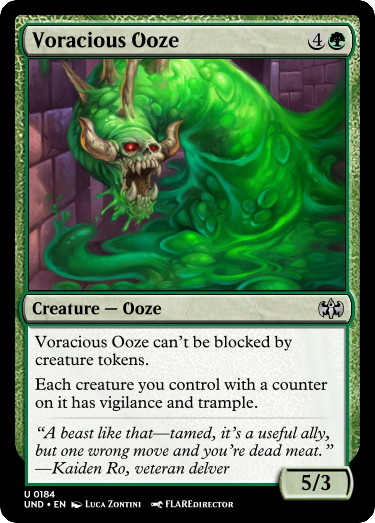 Voracious Ooze 4
Creature — Ooze
Voracious Ooze can't be blocked by
creature tokens.
Each creature you control with a counter
on it has vigilance and trample.
“A beast like that—tamed, it's a useful ally,
but one wrong move and you're dead meat.”
—Kaiden Ro, veteran delver
5/3
U 0184
UND • EN Luca Zontini FLAREdirector